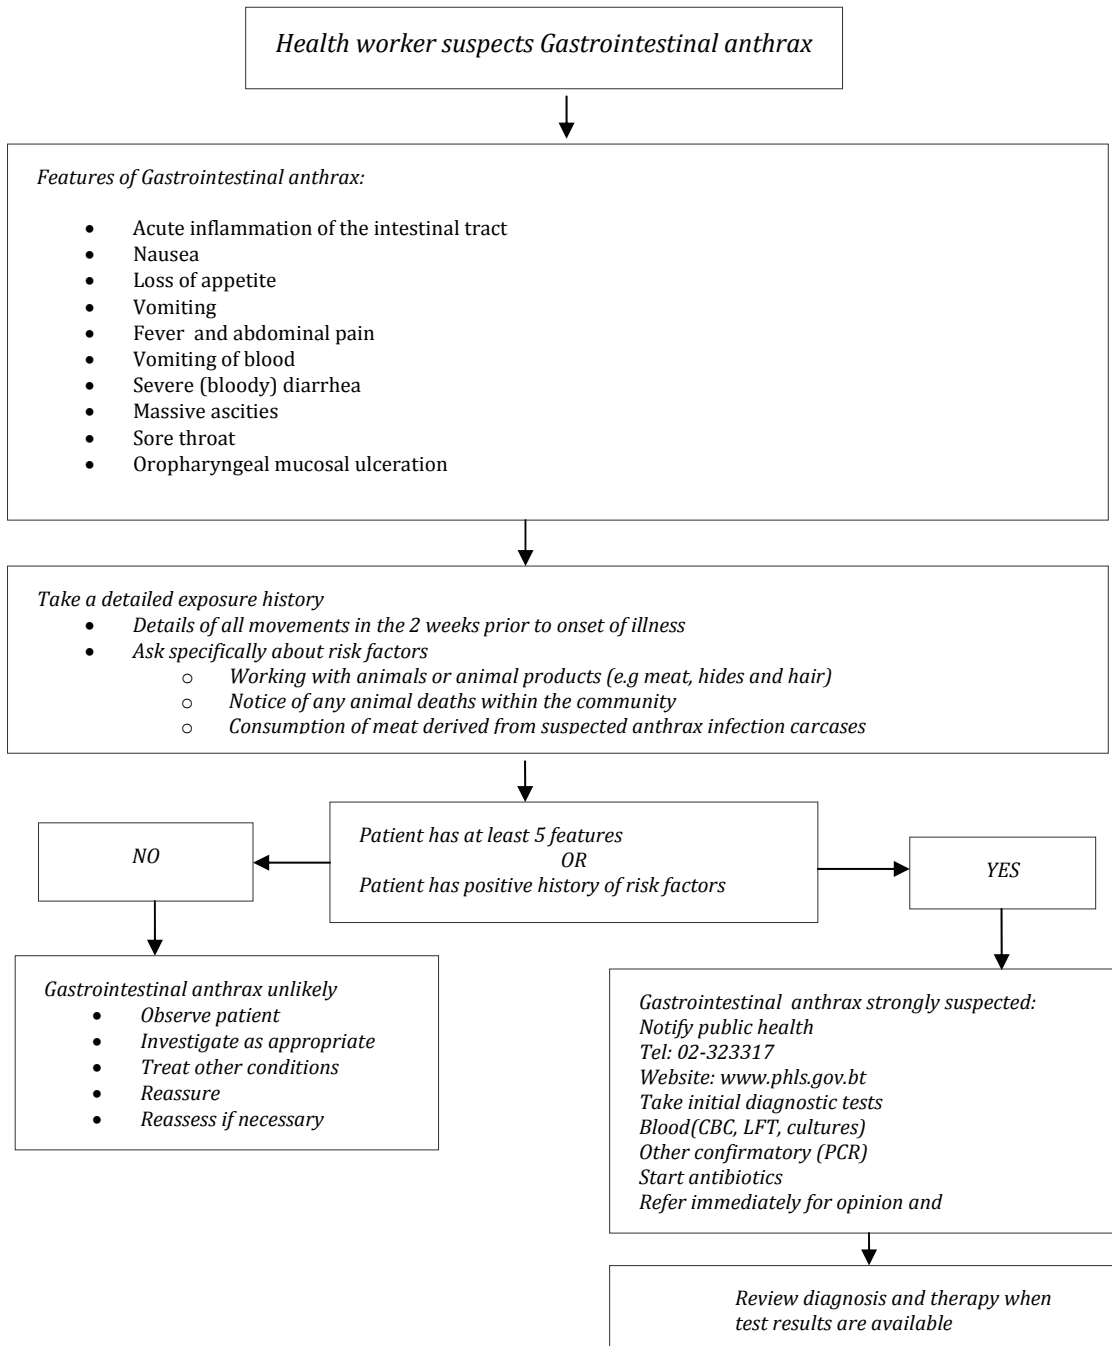 Health worker suspects Gastrointestinal anthrax
Features of Gastrointestinal anthrax:
• Acute inflammation of the intestinal tract
• Nausea
• Loss of appetite
• Vomiting
• Fever and abdominal pain
• Vomiting of blood
• Severe (bloody) diarrhea
• Massive ascities
• Sore throat
• Oropharyngeal mucosal ulceration
Take a detailed exposure history
• Details of all movements in the 2 weeks prior to onset of illness
• Ask specifically about risk factors
o Working with animals or animal products (e.g meat, hides and hair)
o Notice of any animal deaths within the community
o Consumption of meat derived from suspected anthrax infection carcases
Patient has at least 5 features
OR
Patient has positive history of risk factors
NO
YES
Gastrointestinal anthrax unlikely
• Observe patient
• Investigate as appropriate
• Treat other conditions
• Reassure
• Reassess if necessary
Gastrointestinal anthrax strongly suspected:
Notify public health
Tel: 02-323317
Website: www.phls.gov.bt
Take initial diagnostic tests
Blood(CBC, LFT, cultures)
Other confirmatory (PCR)
Start antibiotics
Refer immediately for opinion and
Review diagnosis and therapy when
test results are available